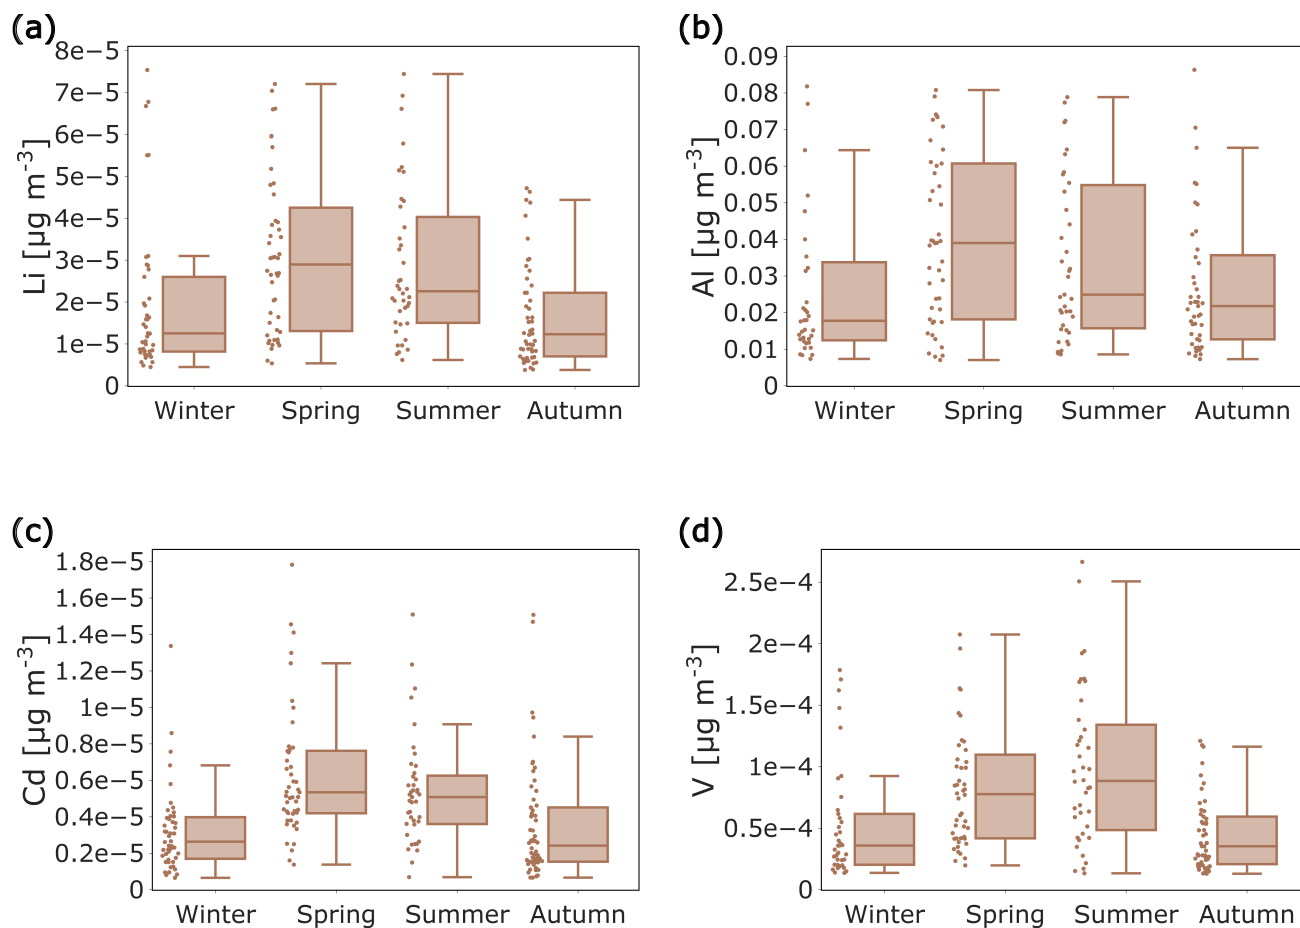 (a)
Li [µg m⁻³]
8e-5
7e-5
6e-5
5e-5
4e-5
3e-5
2e-5
1e-5
0
Winter Spring Summer Autumn
(b)
Al [µg m⁻³]
0.09
0.08
0.07
0.06
0.05
0.04
0.03
0.02
0.01
0
Winter Spring Summer Autumn
(c)
Cd [µg m⁻³]
1.8e-5
1.6e-5
1.4e-5
1.2e-5
1e-5
0.8e-5
0.6e-5
0.4e-5
0.2e-5
0
Winter Spring Summer Autumn
(d)
V [µg m⁻³]
2.5e-4
2e-4
1.5e-4
1e-4
0.5e-4
0
Winter Spring Summer Autumn